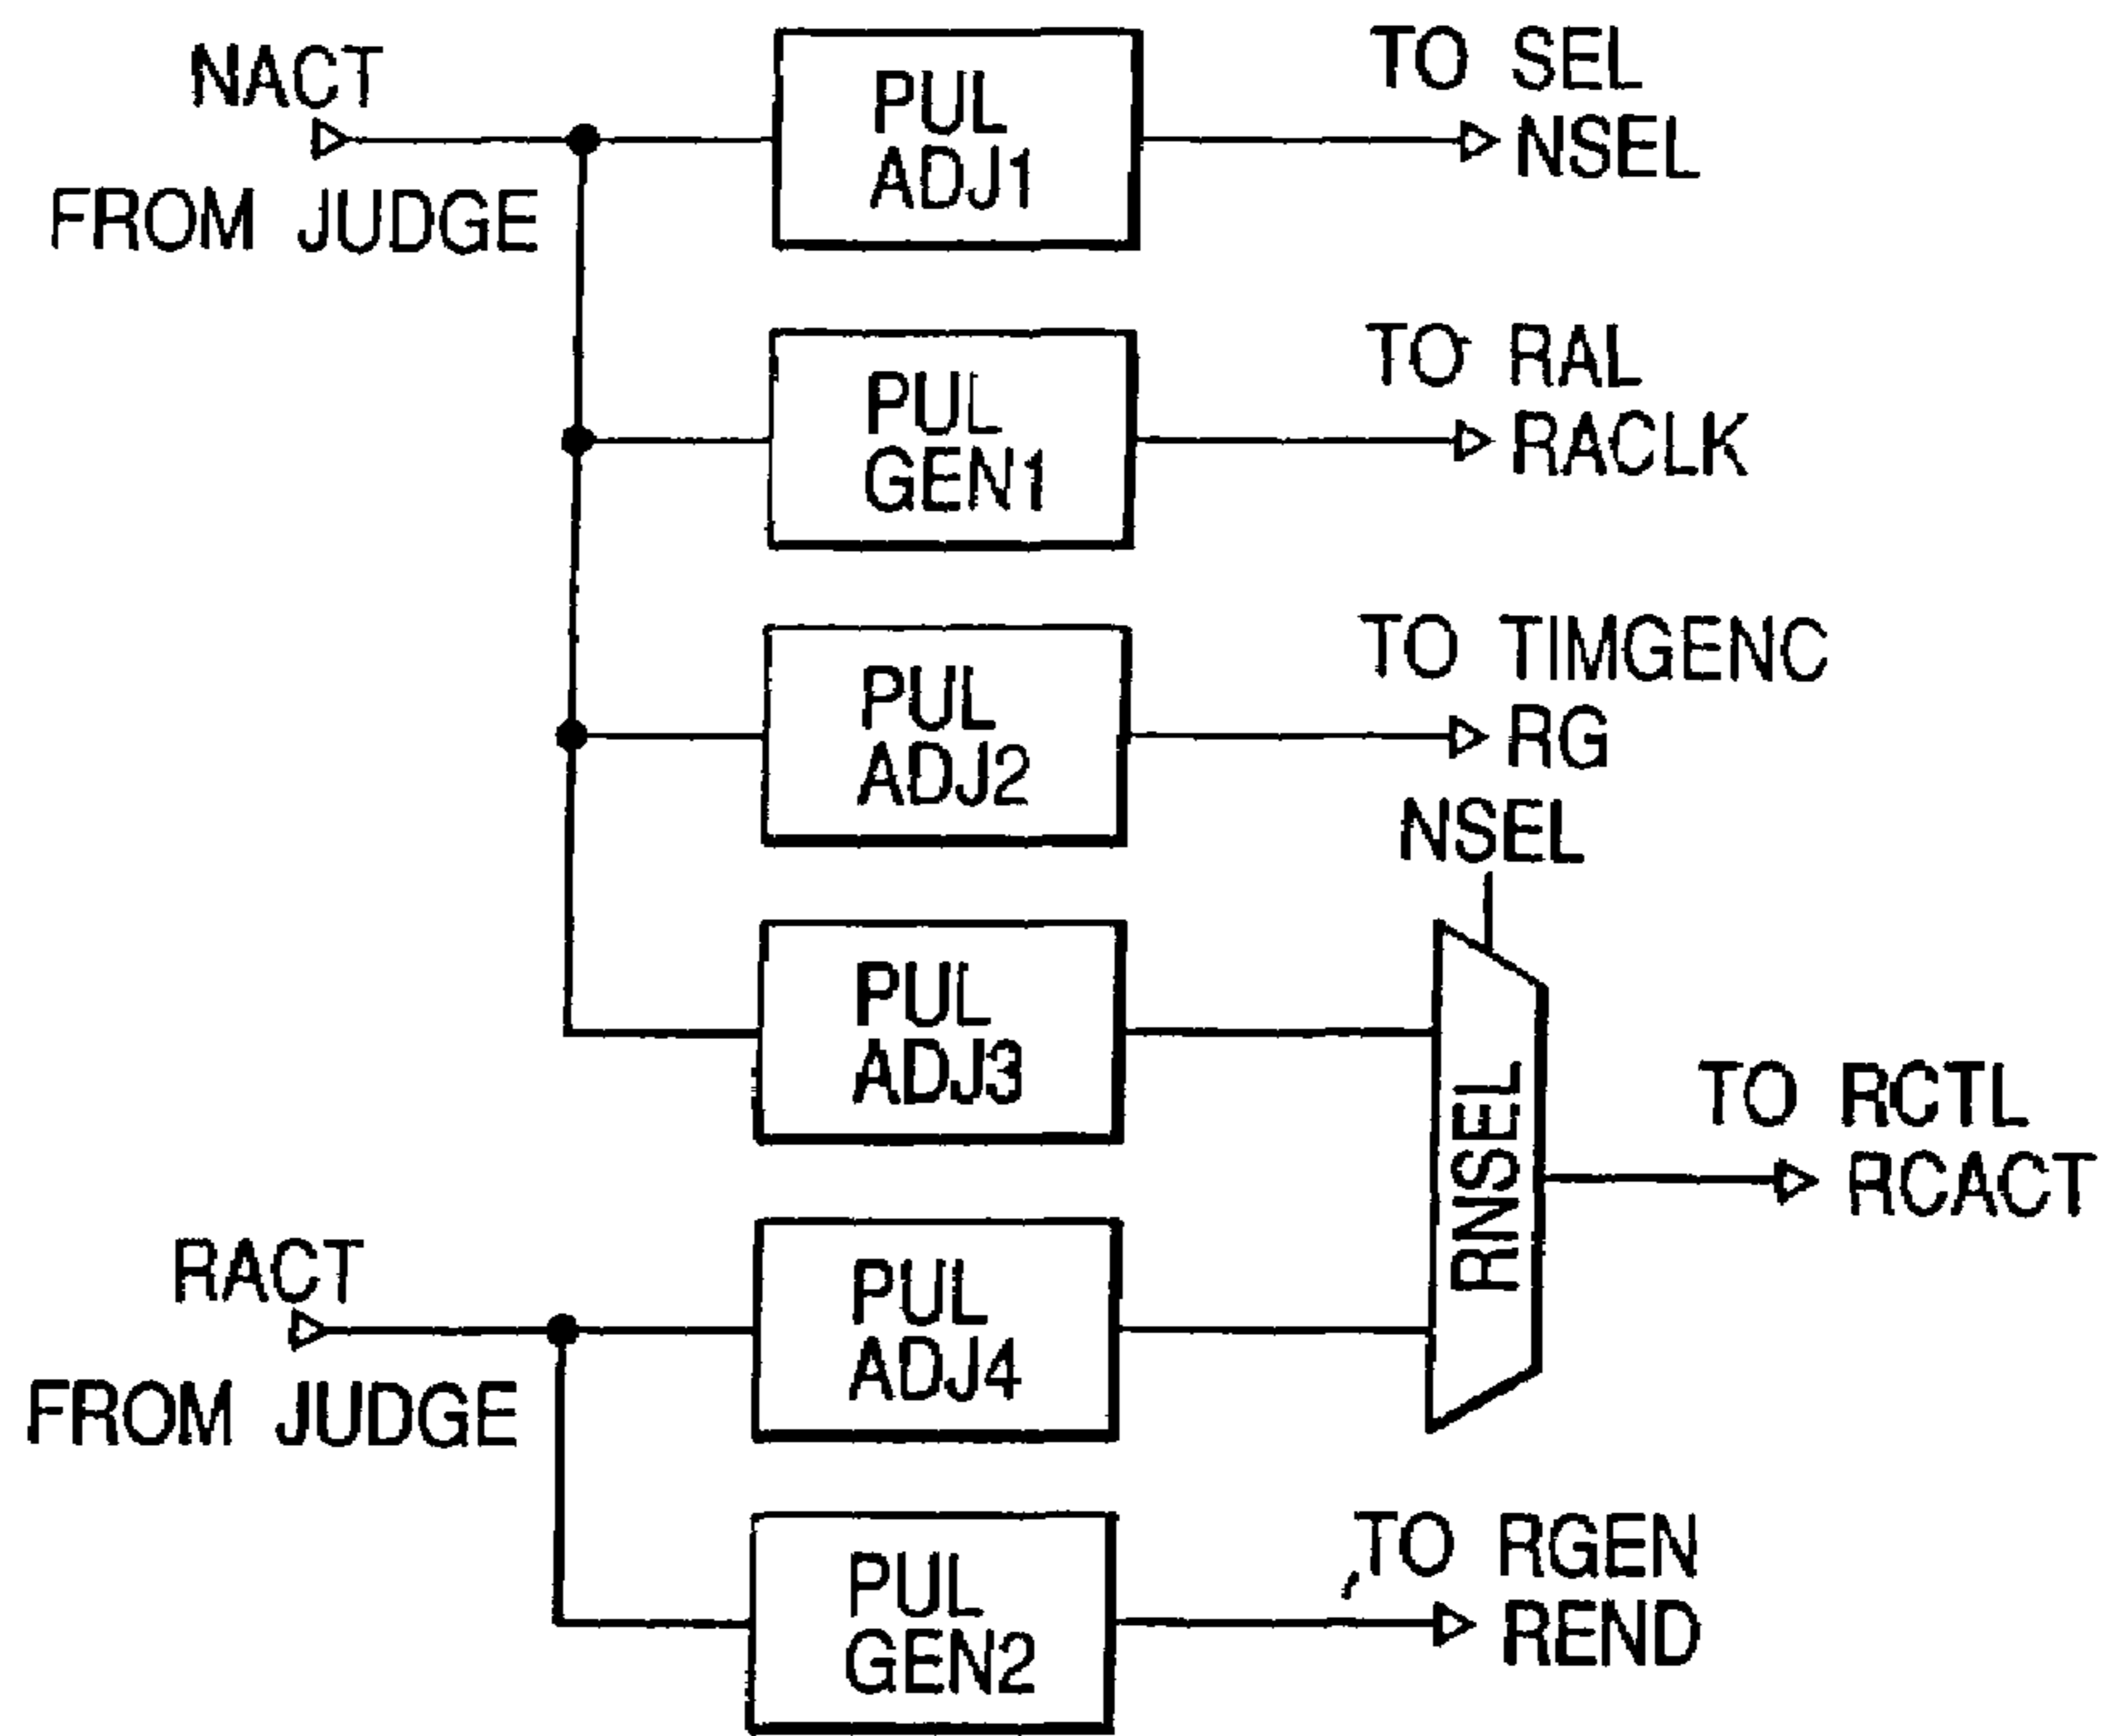 NACT
FROM JUDGE
PUL
ADJ1
TO SEL
NSEL
PUL
GEN1
TO RAL
RACLK
PUL
ADJ2
TO TIMGENC
RG
NSEL
PUL
ADJ3
RNSEL
TO RCTL
RCACT
RACT
FROM JUDGE
PUL
ADJ4
PUL
GEN2
TO RGEN
REND